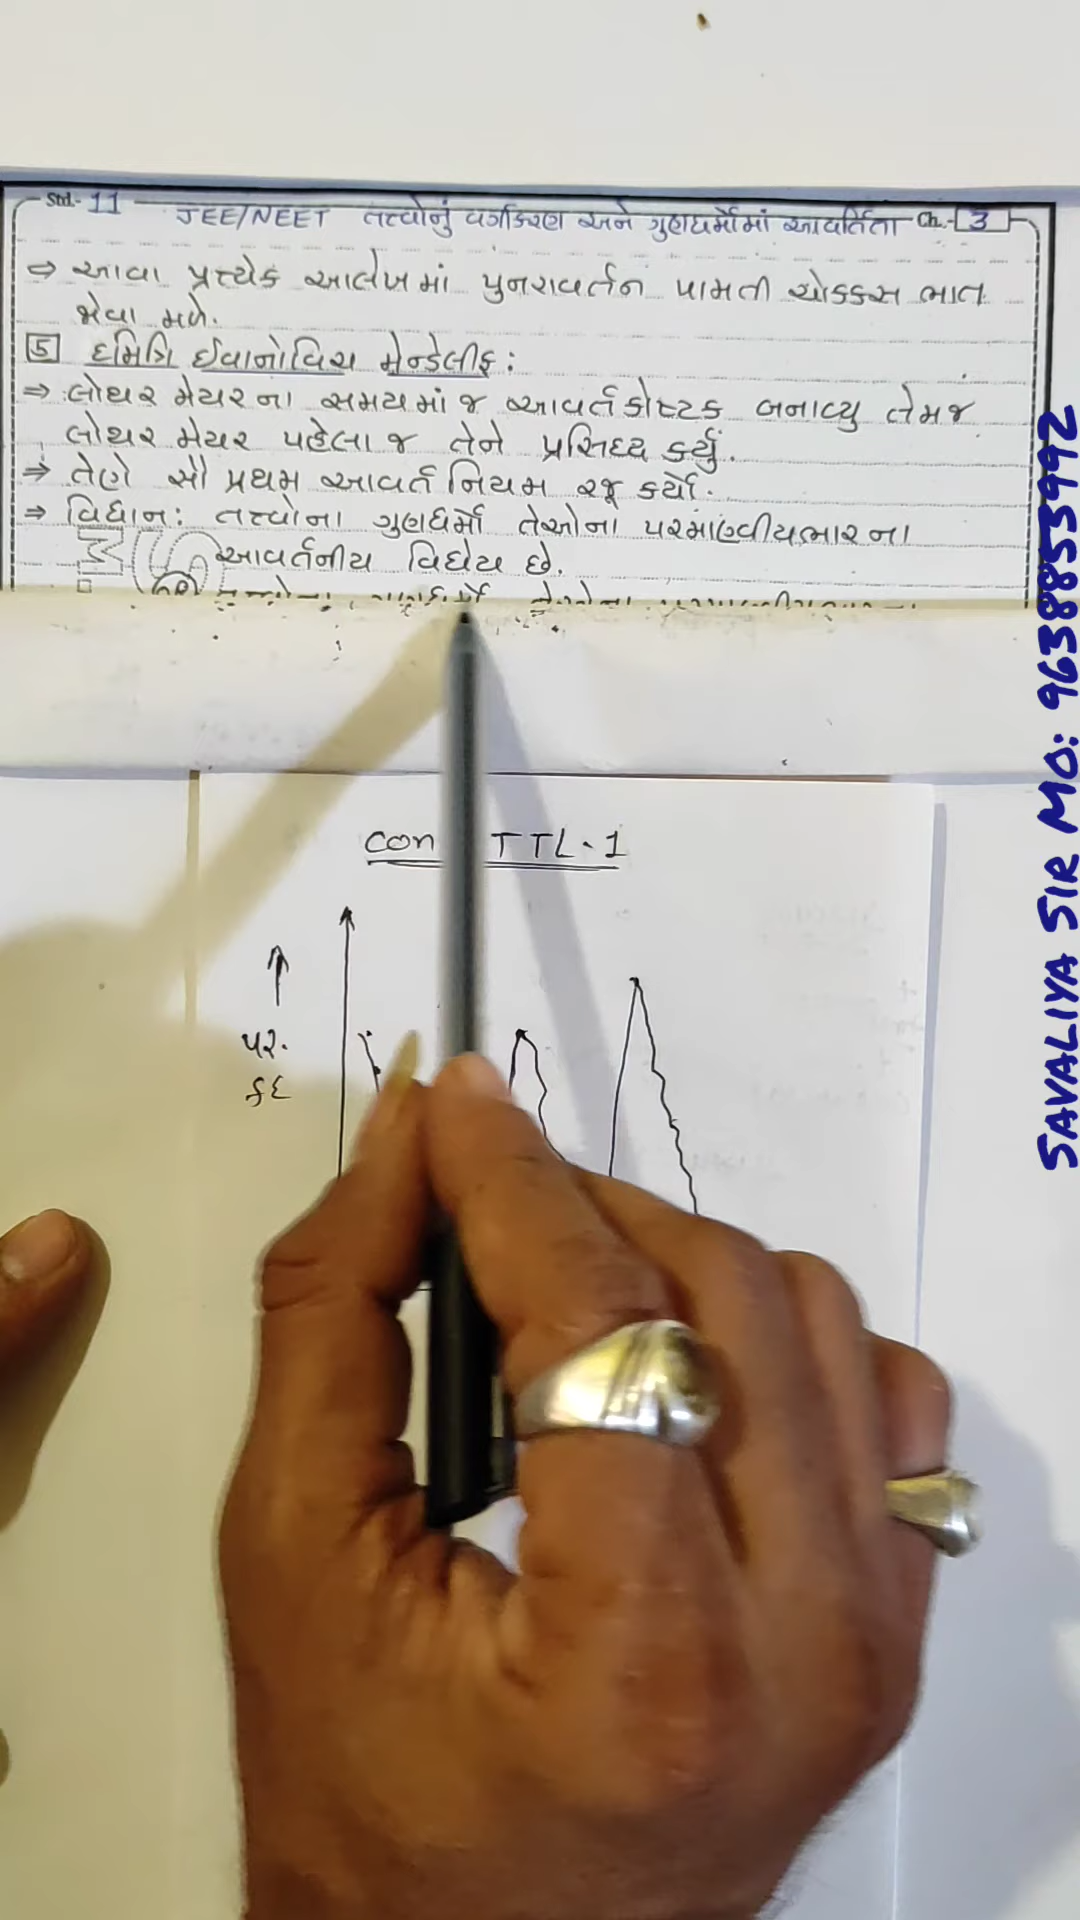 Std.- 11 JEE/NEET તત્ત્વોનું વર્ગીકરણ અને ગુણધર્મોમાં આવર્તિતા Ch.- 3
⇒ આવા પ્રત્યેક આલેખમાં પુનરાવર્તન પામતી ચોક્કસ ભાત
જોવા મળે.
5 દમિત્રિ ઈવાનોવિચ મેન્ડેલીફ :
⇒ લોથર મેયરના સમયમાં જ આવર્તકોષ્ટક બનાવ્યુ તેમજ
લોથર મેયર પહેલા જ તેને પ્રસિધ્ધ કર્યું.
⇒ તેણે સૌ પ્રથમ આવર્ત નિયમ રજૂ કર્યો.
⇒ વિધાન : તત્ત્વોના ગુણધર્મો તેઓના પરમાણ્વીયભારના
આવર્તનીય વિધેય છે.
con TTL-1
પર.
કદ
SAVALIYA SIR MO: 9638853992